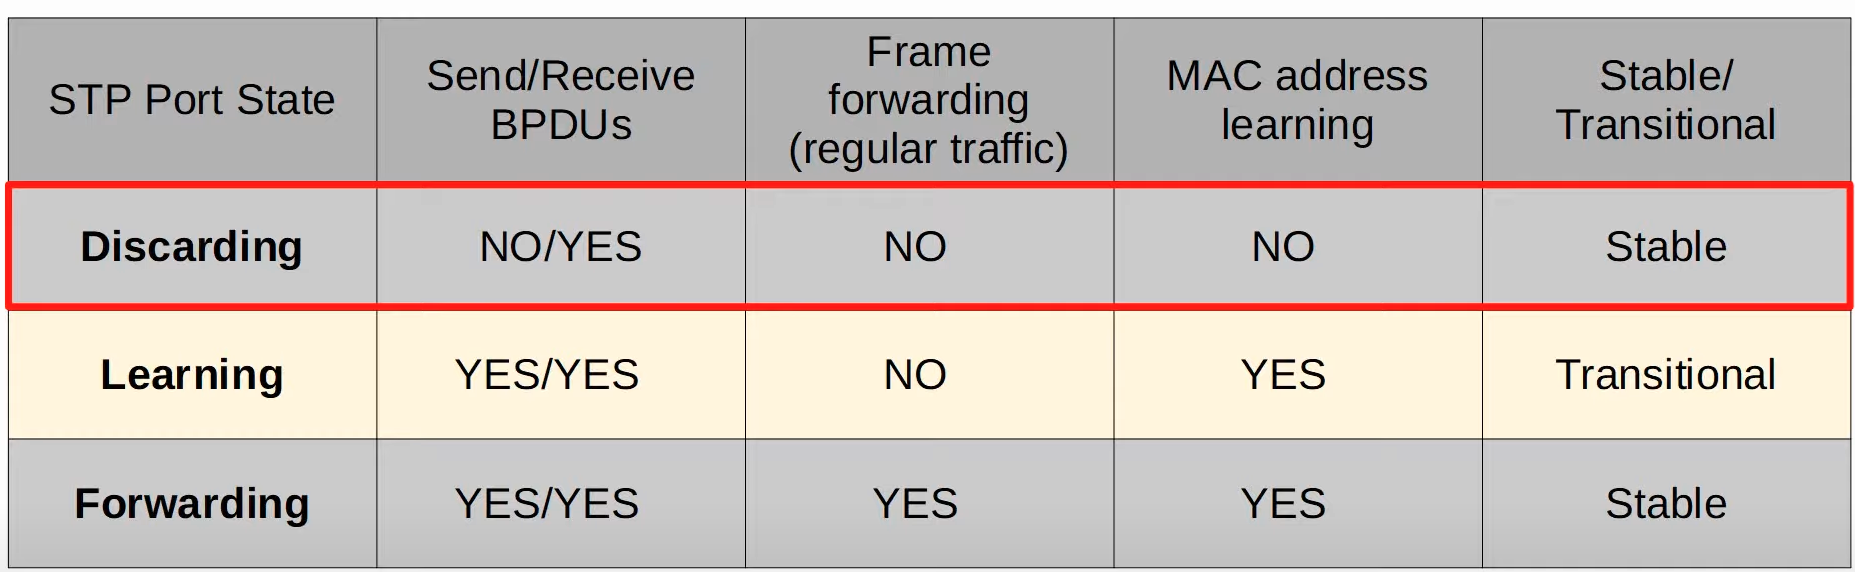 STP Port State
Send/Receive
BPDUs
Frame
forwarding
(regular traffic)
MAC address
learning
Stable/
Transitional
Discarding
NO/YES
NO
NO
Stable
Learning
YES/YES
NO
YES
Transitional
Forwarding
YES/YES
YES
YES
Stable